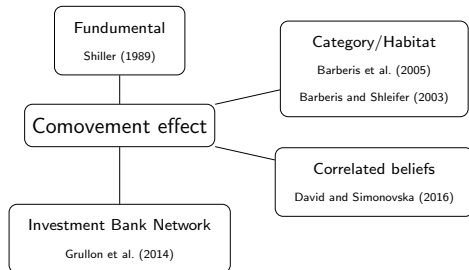 Fundumental
Shiller (1989)
Category/Habitat
Barberis et al. (2005)
Barberis and Shleifer (2003)
Comovement effect
Correlated beliefs
David and Simonovska (2016)
Investment Bank Network
Grullon et al. (2014)